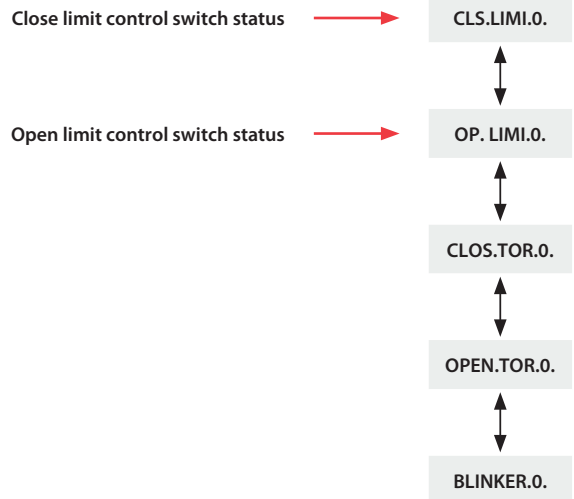 Close limit control switch status
CLS.LIMI.0.
Open limit control switch status
OP. LIMI.0.
CLOS.TOR.0.
OPEN.TOR.0.
BLINKER.0.